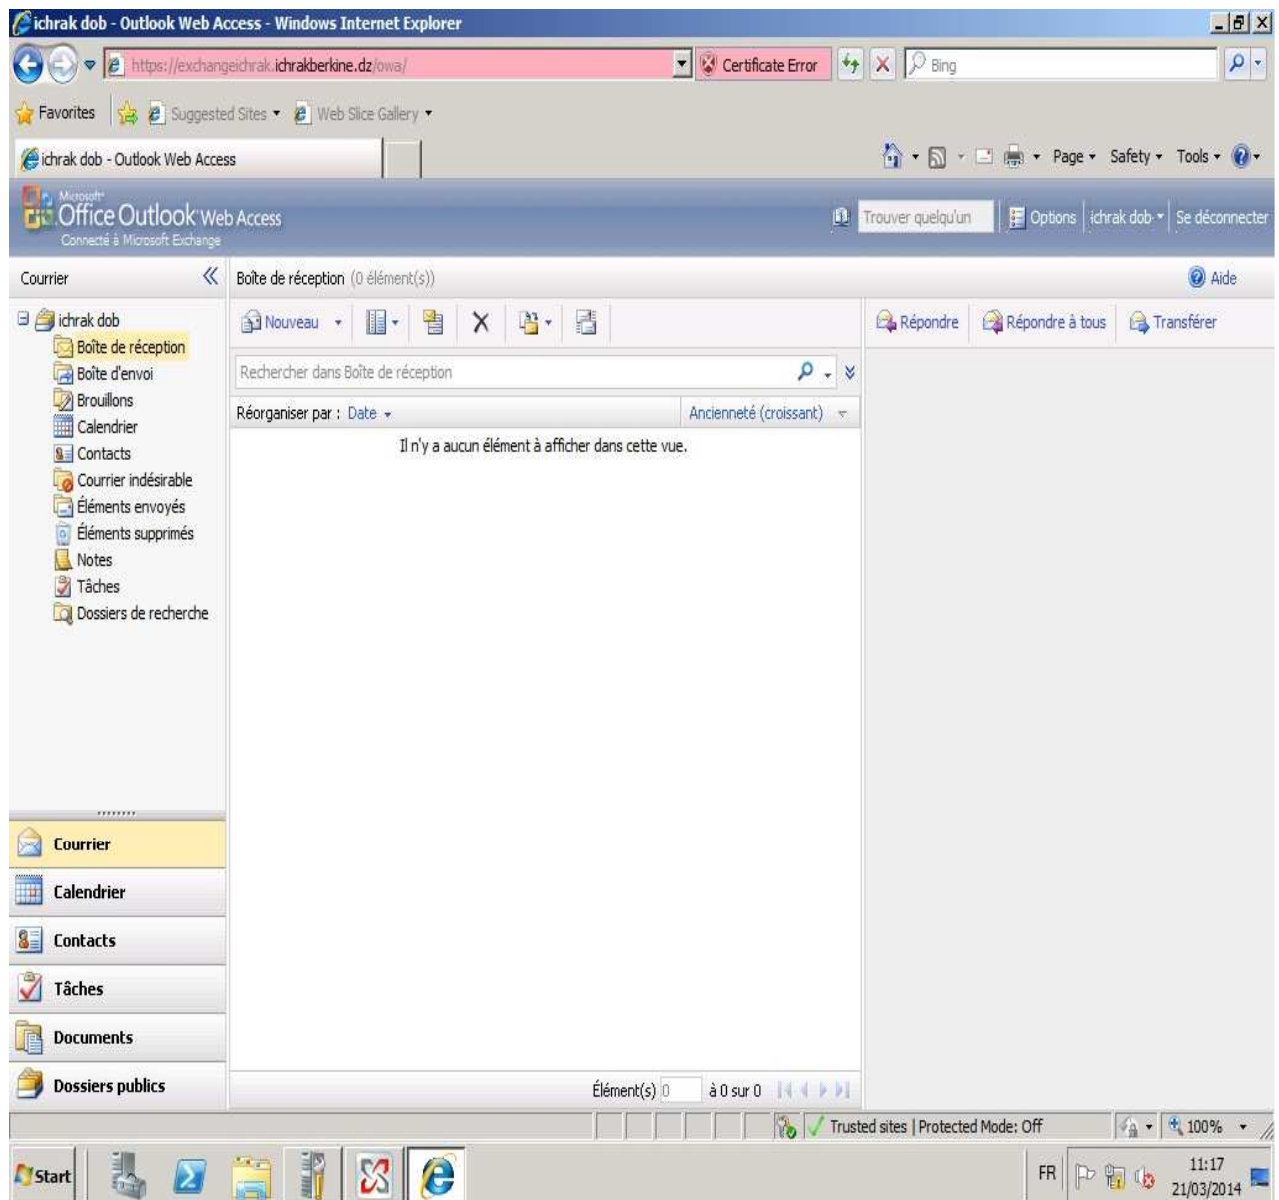 ichrak dob - Outlook Web Access - Windows Internet Explorer
https://exchangeichrak.ichrakberkine.dz/owa/ Certificate Error Bing
Favorites Suggested Sites Web Slice Gallery
ichrak dob - Outlook Web Access Page Safety Tools
Microsoft
Office Outlook Web Access Trouver quelqu'un Options ichrak dob Se déconnecter
Connecté à Microsoft Exchange
Courrier Boîte de réception (0 élément(s)) Aide
ichrak dob
Boîte de réception
Boîte d'envoi
Brouillons
Calendrier
Contacts
Courrier indésirable
Éléments envoyés
Éléments supprimés
Notes
Tâches
Dossiers de recherche
Nouveau
Rechercher dans Boîte de réception
Réorganiser par : Date Ancienneté (croissant)
Il n'y a aucun élément à afficher dans cette vue.
Répondre Répondre à tous Transférer
Courrier
Calendrier
Contacts
Tâches
Documents
Dossiers publics
Élément(s) 0 à 0 sur 0
Trusted sites | Protected Mode: Off 100%
Start FR 11:17
21/03/2014